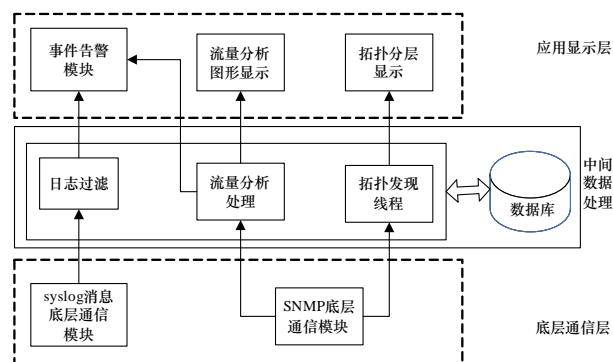 事件告警
模块
流量分析
图形显示
拓扑分层
显示
应用显示层
日志过滤
流量分析
处理
拓扑发现
线程
数据库
中间
数据
处理
syslog消息
底层通信
模块
SNMP底层
通信模块
底层通信层